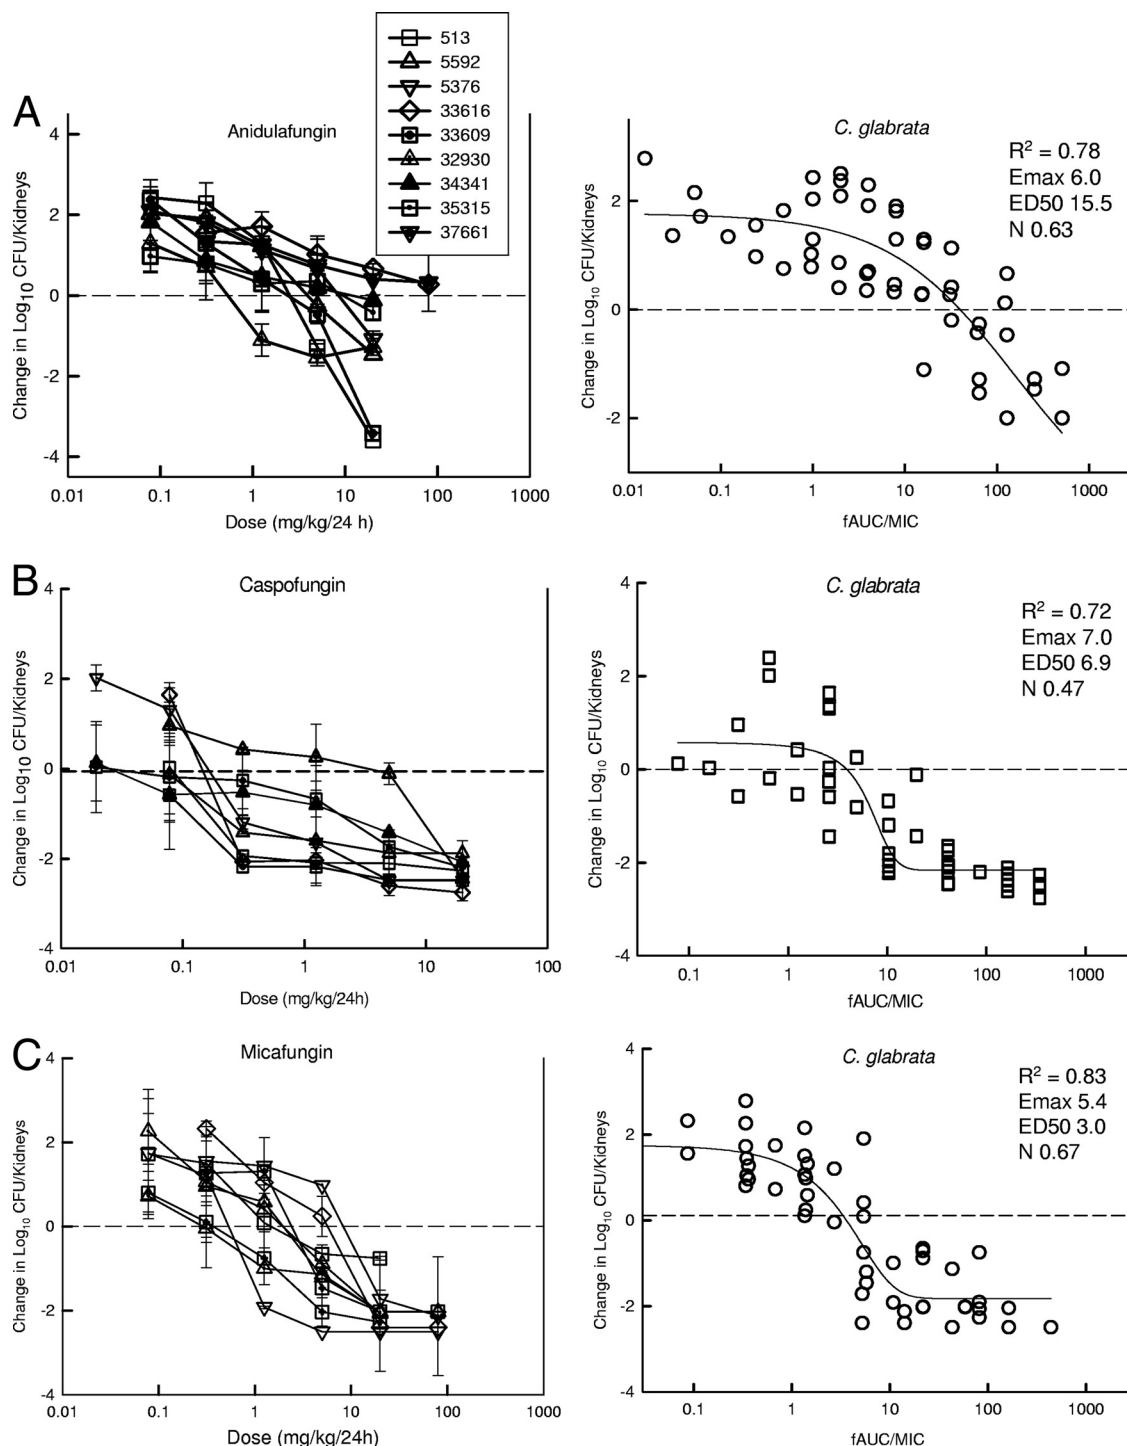 513
5592
5376
33616
33609
32930
34341
35315
37661
A
Anidulafungin
Change in Log10 CFU/Kidneys
4
2
0
-2
-4
0.01 0.1 1 10 100 1000
Dose (mg/kg/24 h)
C. glabrata
R² = 0.78
Emax 6.0
ED50 15.5
N 0.63
Change in Log10 CFU/Kidneys
2
0
-2
0.01 0.1 1 10 100 1000
fAUC/MIC
B
Caspofungin
Change in Log10 CFU/Kidneys
4
2
0
-2
-4
0.01 0.1 1 10 100
Dose (mg/kg/24h)
C. glabrata
R² = 0.72
Emax 7.0
ED50 6.9
N 0.47
Change in Log10 CFU/Kidneys
4
2
0
-2
-4
0.1 1 10 100 1000
fAUC/MIC
C
Micafungin
Change in Log10 CFU/Kidneys
4
2
0
-2
-4
0.01 0.1 1 10 100 1000
Dose (mg/kg/24h)
C. glabrata
R² = 0.83
Emax 5.4
ED50 3.0
N 0.67
Change in Log10 CFU/Kidneys
4
2
0
-2
-4
0.1 1 10 100 1000
fAUC/MIC